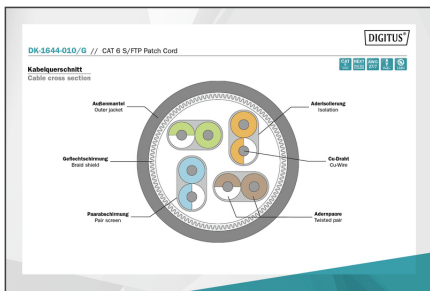 DIGITUS®
DK-1644-010/G // CAT 6 S/FTP Patch Cord
Kabelquerschnitt
Cable cross section
Außenmantel
Outer jacket
Aderisolierung
Isolation
Geflechtschirmung
Braid shield
Cu-Draht
Cu-Wire
Paarabschirmung
Pair screen
Adernpaare
Twisted pair